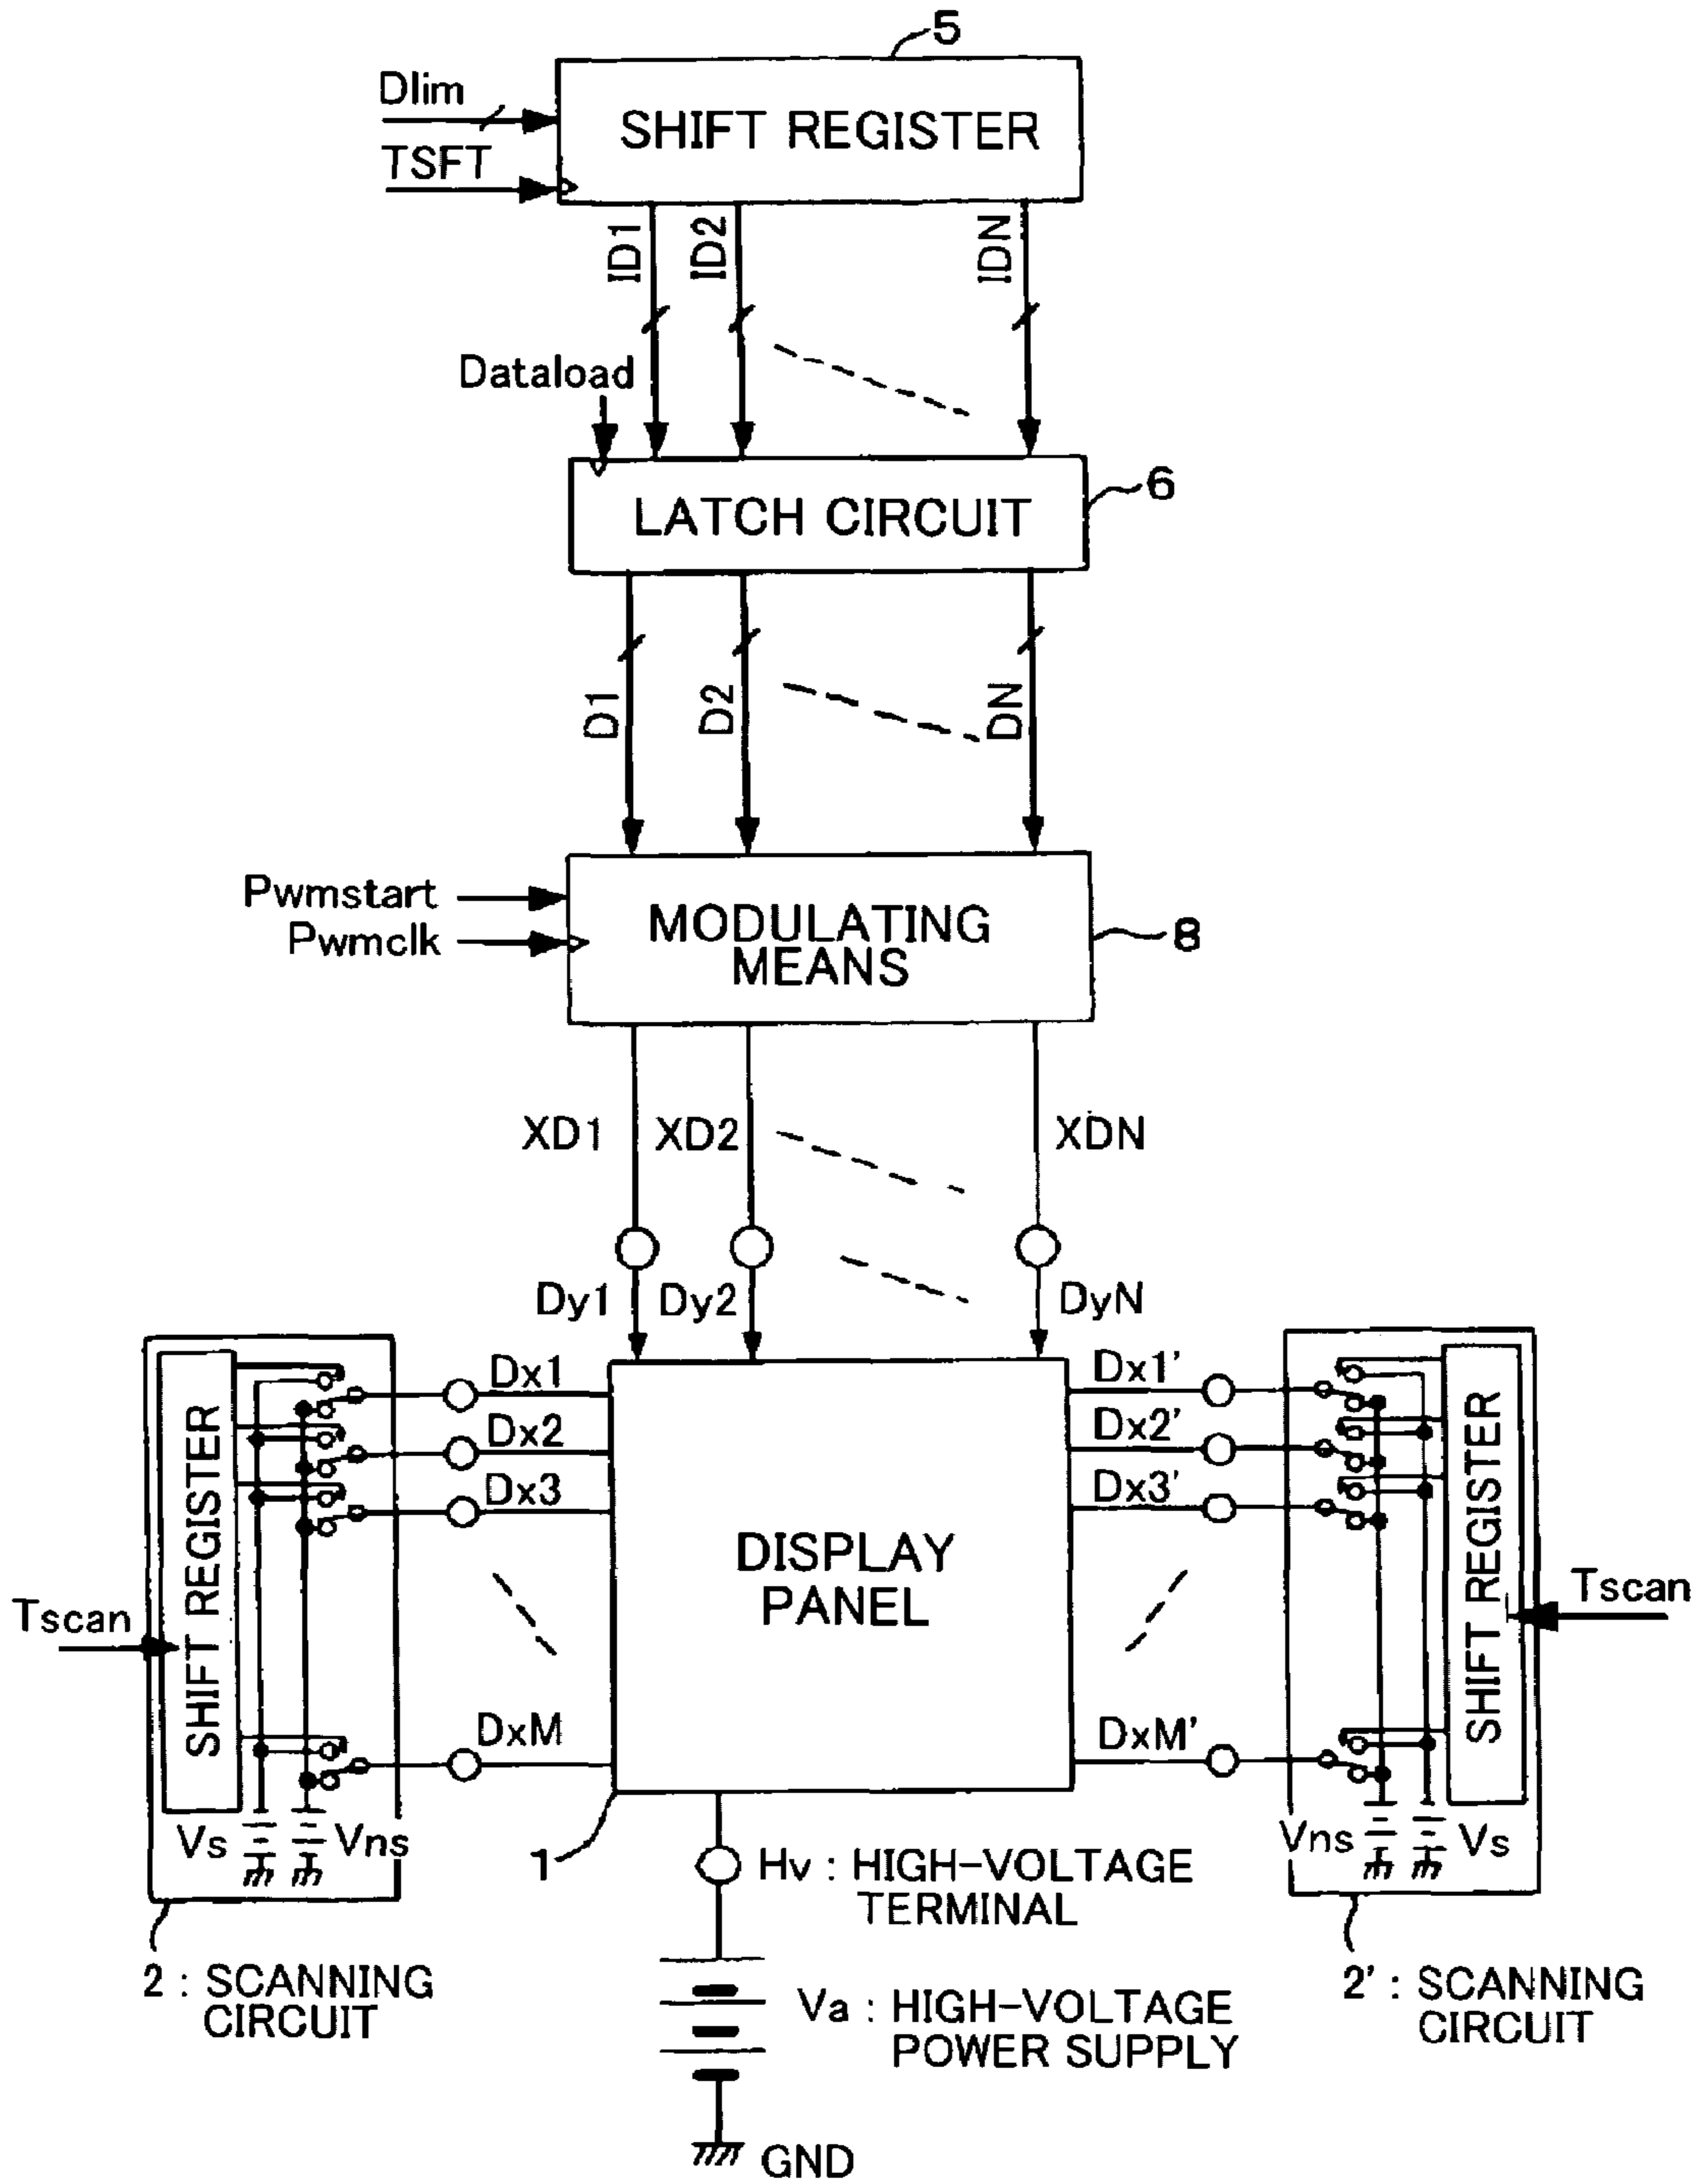 5
Dlim
SHIFT REGISTER
TSFT
ID1
ID2
IDN
Dataload
LATCH CIRCUIT
6
D1
D2
DN
Pwmstart
Pwmclk
MODULATING
MEANS
8
XD1
XD2
XDN
Dy1
Dy2
DyN
Dx1
Dx2
Dx3
DxM
Dx1'
Dx2'
Dx3'
DxM'
DISPLAY
PANEL
Tscan
SHIFT REGISTER
Vs
Vns
SHIFT REGISTER
Tscan
Vns
Vs
1
Hv : HIGH-VOLTAGE
TERMINAL
2 : SCANNING
CIRCUIT
2' : SCANNING
CIRCUIT
Va : HIGH-VOLTAGE
POWER SUPPLY
GND